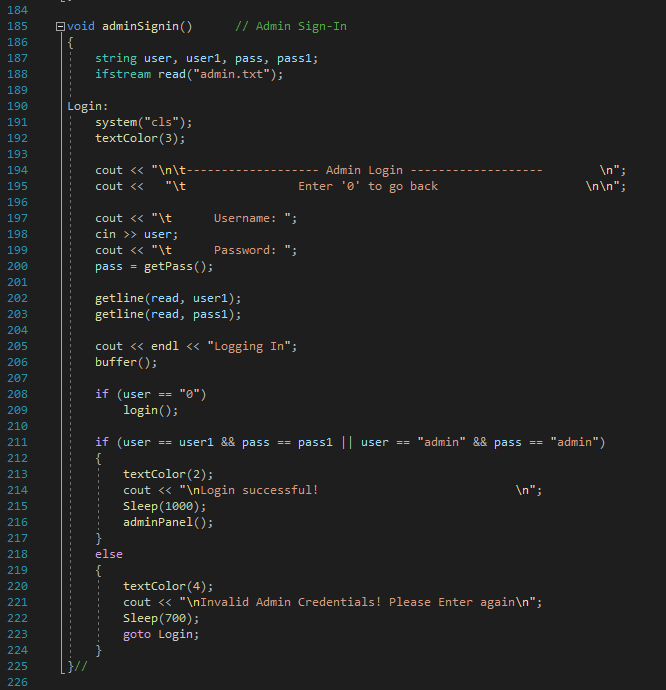 184
185 void adminSignin() // Admin Sign-In
186 {
187 string user, user1, pass, pass1;
188 ifstream read("admin.txt");
189
190 Login:
191 system("cls");
192 textColor(3);
193
194 cout << "\n\t------------------- Admin Login ------------------- \n";
195 cout << "\t Enter '0' to go back \n\n";
196
197 cout << "\t Username: ";
198 cin >> user;
199 cout << "\t Password: ";
200 pass = getPass();
201
202 getline(read, user1);
203 getline(read, pass1);
204
205 cout << endl << "Logging In";
206 buffer();
207
208 if (user == "0")
209 login();
210
211 if (user == user1 && pass == pass1 || user == "admin" && pass == "admin")
212 {
213 textColor(2);
214 cout << "\nLogin successful! \n";
215 Sleep(1000);
216 adminPanel();
217 }
218 else
219 {
220 textColor(4);
221 cout << "\nInvalid Admin Credentials! Please Enter again\n";
222 Sleep(700);
223 goto Login;
224 }
225 }//
226